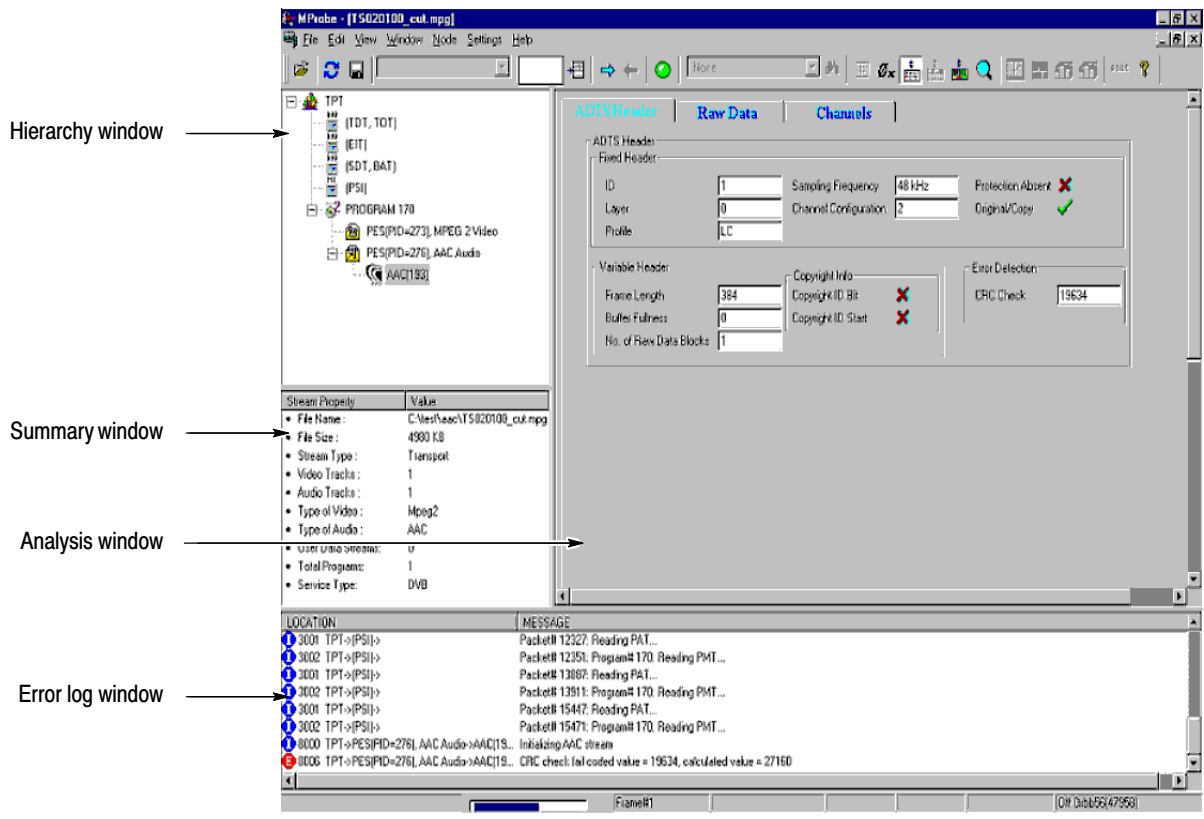 MProbe - [TS020100_cut.mpg]
File Edit View Window Node Settings Help
None
stat.
Hierarchy window
TPT
(TDT, TOT)
(EIT)
(SDT, BAT)
(PSI)
PROGRAM 170
PES(PID=273), MPEG 2 Video
PES(PID=276), AAC Audio
AAC[193]
ADTS Header Raw Data Channels
ADTS Header
Fixed Header
ID 1 Sampling Frequency 48 kHz Protection Absent
Layer 0 Channel Configuration 2 Original/Copy
Profile LC
Variable Header Copyright Info Error Detection
Frame Length 384 Copyright ID Bit CRC Check 19634
Buffer Fullness 0 Copyright ID Start
No. of Raw Data Blocks 1
Summary window
Stream Property Value
File Name : C:\test\aac\TS020100_cut.mpg
File Size : 4980 KB
Stream Type : Transport
Video Tracks : 1
Audio Tracks : 1
Type of Video : Mpeg2
Type of Audio : AAC
User Data Streams: 0
Total Programs: 1
Service Type: DVB
Analysis window
Error log window
LOCATION MESSAGE
3001 TPT->[PSI]-> Packet# 12327: Reading PAT...
3002 TPT->[PSI]-> Packet# 12351: Program# 170. Reading PMT...
3001 TPT->[PSI]-> Packet# 13887: Reading PAT...
3002 TPT->[PSI]-> Packet# 13911: Program# 170. Reading PMT...
3001 TPT->[PSI]-> Packet# 15447: Reading PAT...
3002 TPT->[PSI]-> Packet# 15471: Program# 170. Reading PMT...
8000 TPT->PES[PID=276], AAC Audio->AAC[19... Initializing AAC stream
8006 TPT->PES[PID=276], AAC Audio->AAC[19... CRC check fail coded value = 19634, calculated value = 27160
Frame#1 Off 0xbb56(47958)